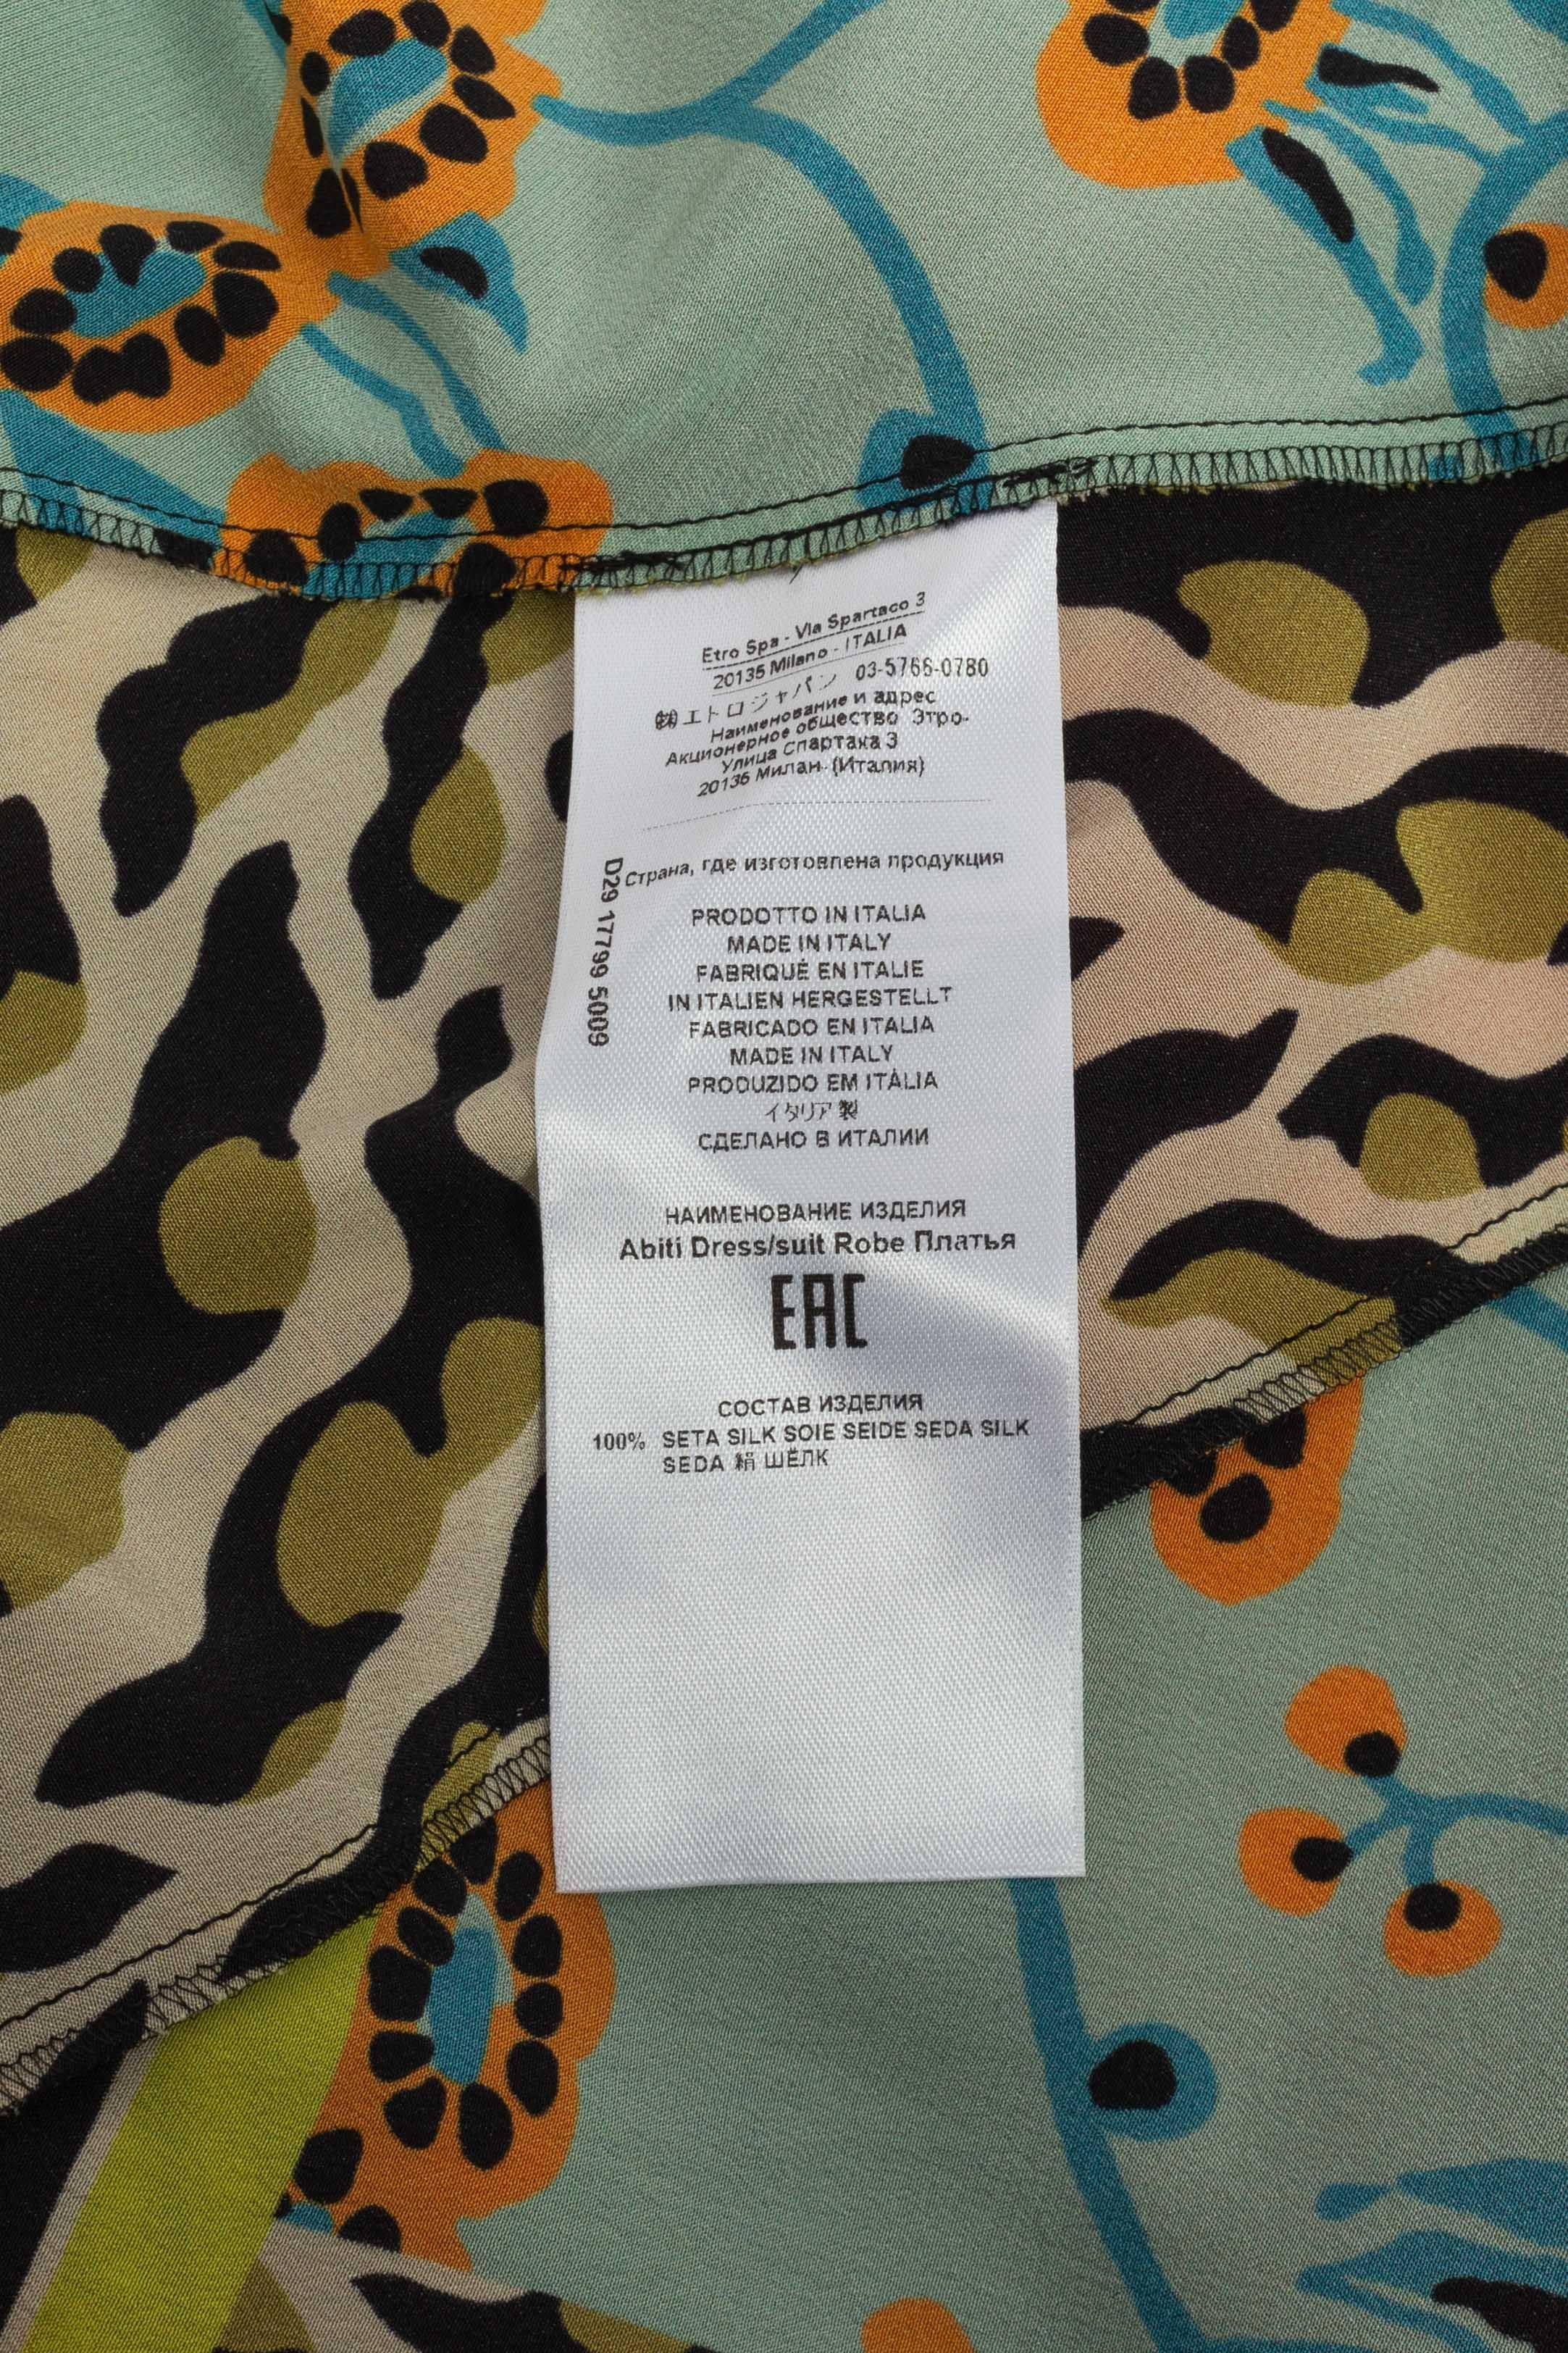 Etro Spa - Via Spartaco 3
20135 Milano - ITALIA
㈱エトロジャパン 03-5766-0780
Наименование и адрес
Акционерное общество Этро-
Улица Спартака 3
20135 Милан- (Италия)
Страна, где изготовлена продукция
D29 17799 5009
PRODOTTO IN ITALIA
MADE IN ITALY
FABRIQUÉ EN ITALIE
IN ITALIEN HERGESTELLT
FABRICADO EN ITALIA
MADE IN ITALY
PRODUZIDO EM ITÁLIA
イタリア製
СДЕЛАНО В ИТАЛИИ
НАИМЕНОВАНИЕ ИЗДЕЛИЯ
Abiti Dress/suit Robe Платья
EAC
СОСТАВ ИЗДЕЛИЯ
100% SETA SILK SOIE SEIDE SEDA SILK
SEDA 絹 ШЁЛК